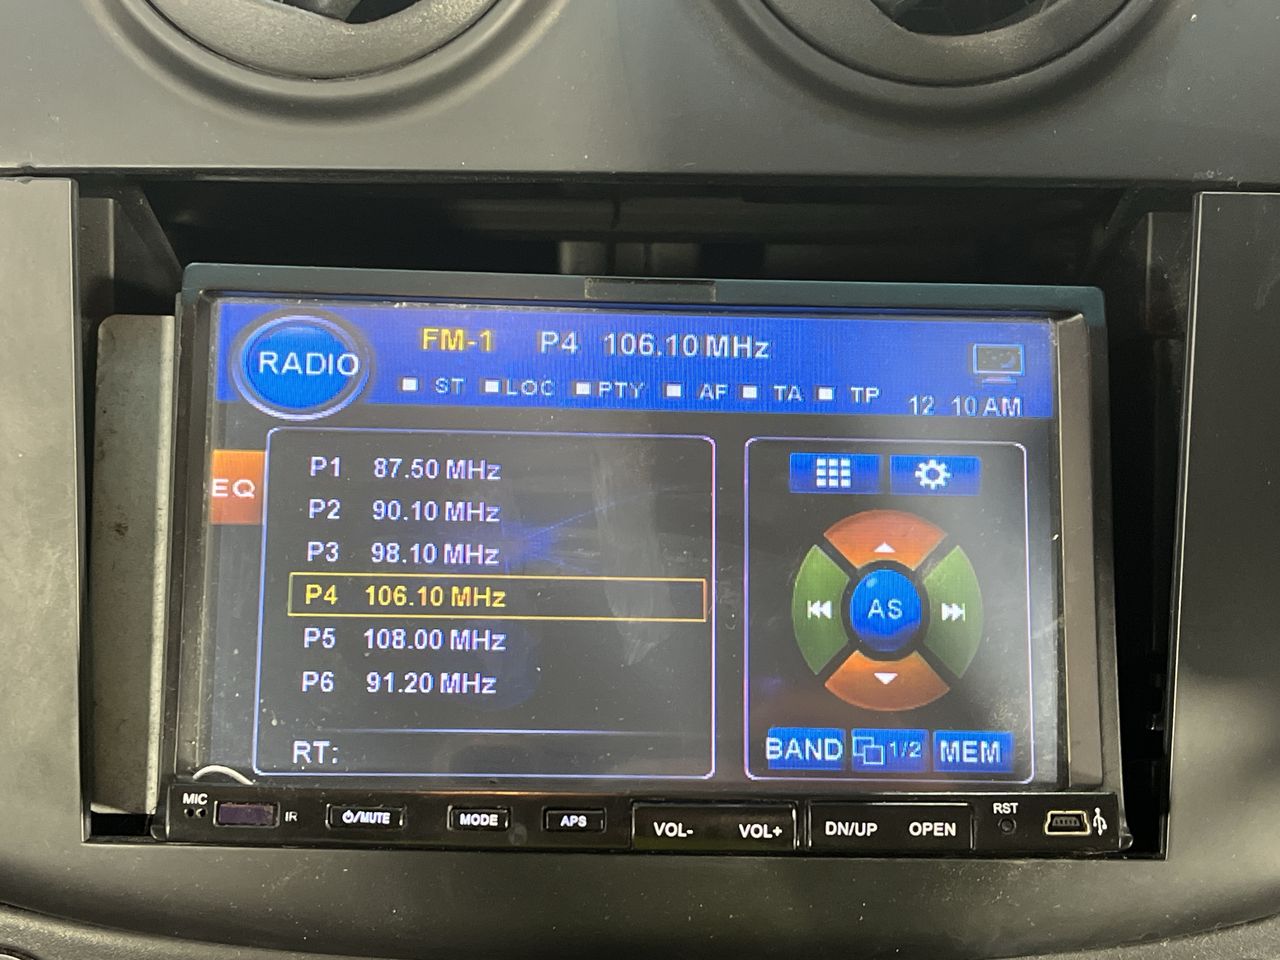 RADIO
FM-1 P4 106.10 MHz
ST LOC PTY AF TA TP
12 10 AM
EQ
P1 87.50 MHz
P2 90.10 MHz
P3 98.10 MHz
P4 106.10 MHz
P5 108.00 MHz
P6 91.20 MHz
RT:
AS
BAND 1/2 MEM
MIC IR /MUTE MODE APS VOL- VOL+ DN/UP OPEN RST